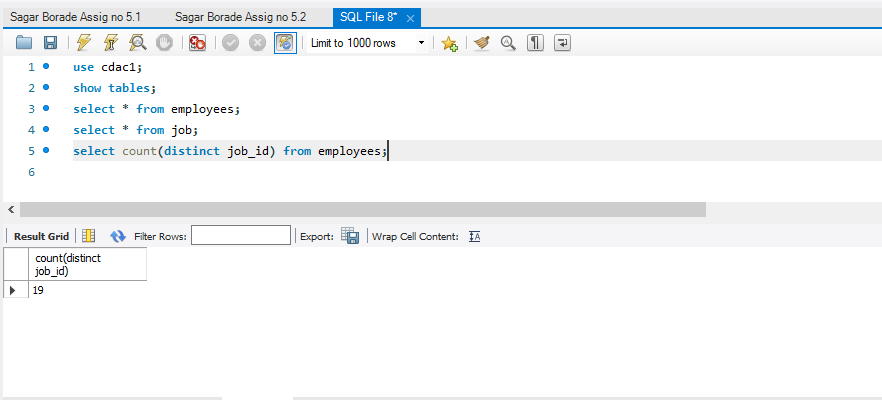 Sagar Borade Assig no 5.1 Sagar Borade Assig no 5.2 SQL File 8*
Limit to 1000 rows
1 use cdac1;
2 show tables;
3 select * from employees;
4 select * from job;
5 select count(distinct job_id) from employees;
6
Result Grid Filter Rows: Export: Wrap Cell Content:
count(distinct
job_id)
19